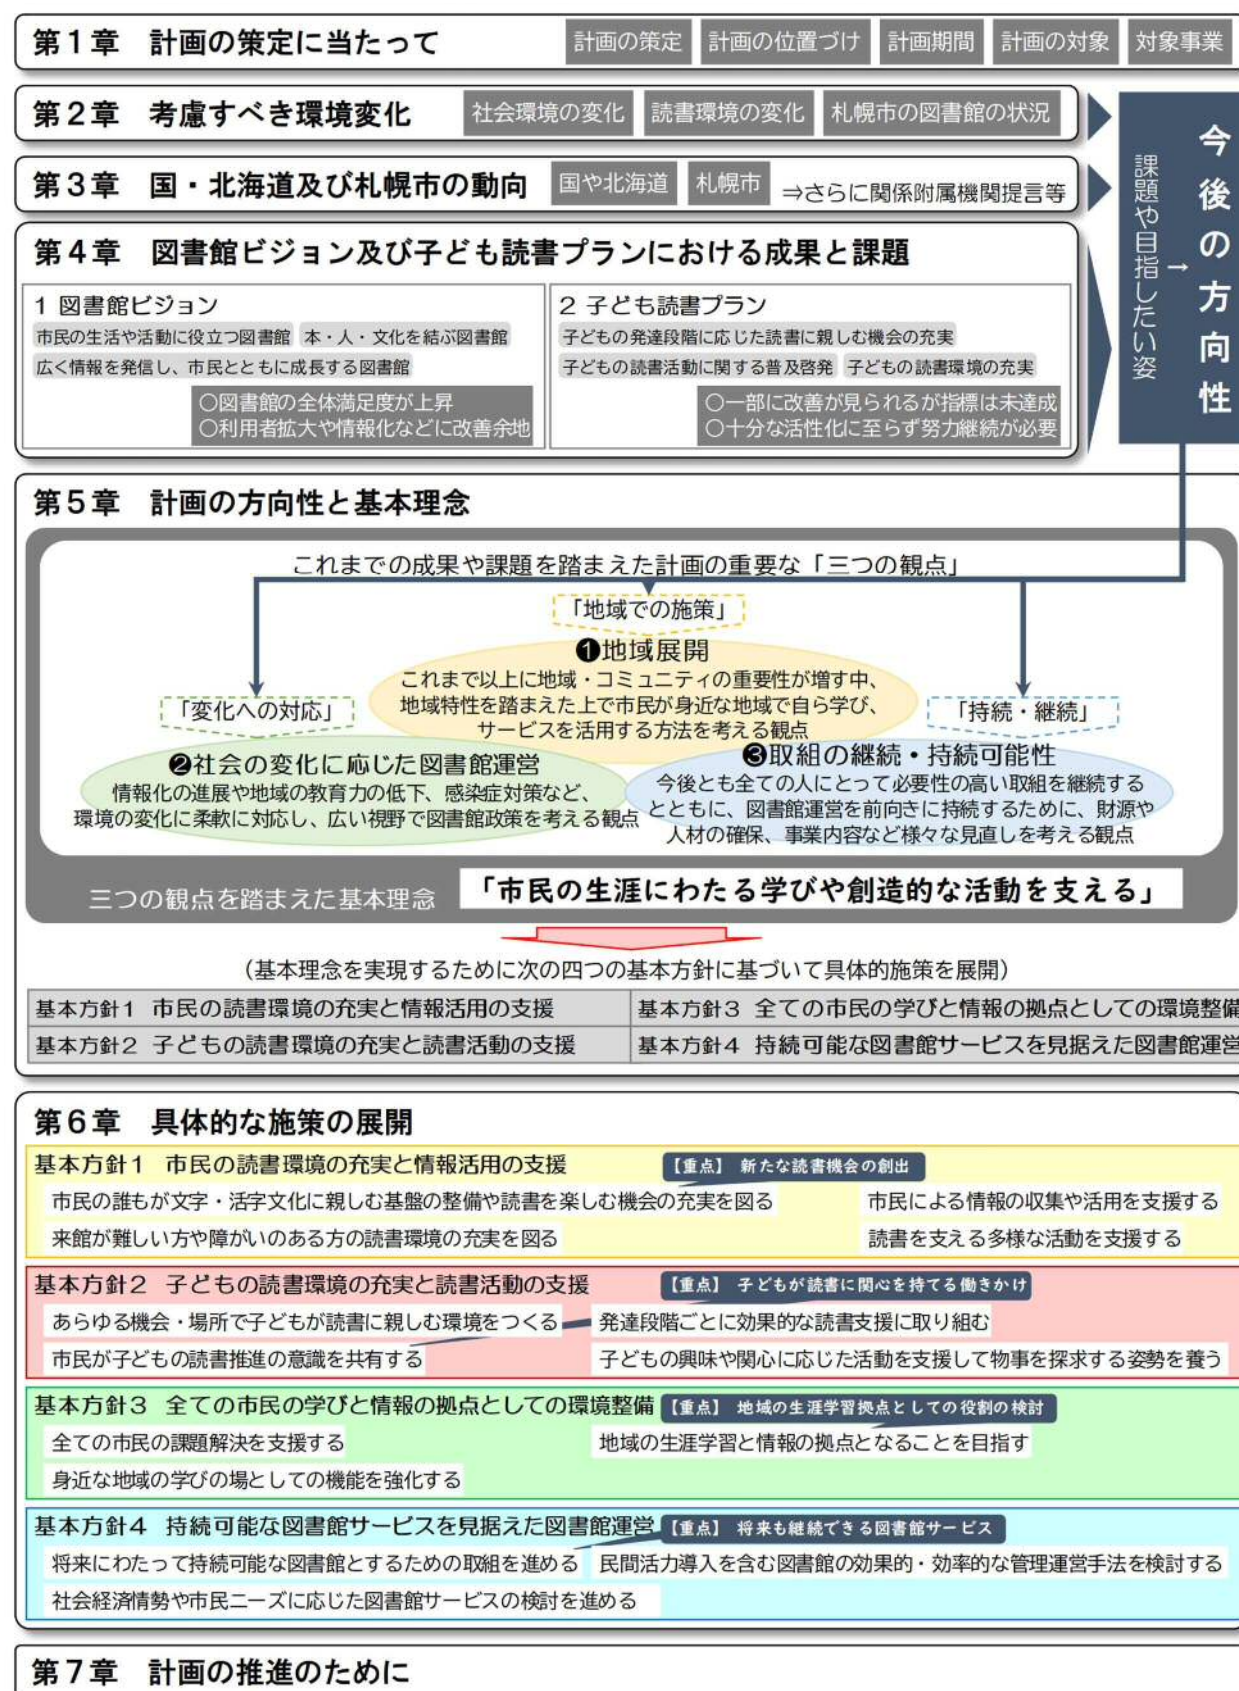 第1章 計画の策定に当たって 計画の策定 計画の位置づけ 計画期間 計画の対象 対象事業
第2章 考慮すべき環境変化 社会環境の変化 読書環境の変化 札幌市の図書館の状況
第3章 国・北海道及び札幌市の動向 国や北海道 札幌市 ⇒さらに関係附属機関提言等
課題や目指したい姿
→
今後の方向性
第4章 図書館ビジョン及び子ども読書プランにおける成果と課題
1 図書館ビジョン
市民の生活や活動に役立つ図書館 本・人・文化を結ぶ図書館
広く情報を発信し、市民とともに成長する図書館
○図書館の全体満足度が上昇
○利用者拡大や情報化などに改善余地
2 子ども読書プラン
子どもの発達段階に応じた読書に親しむ機会の充実
子どもの読書活動に関する普及啓発 子どもの読書環境の充実
○一部に改善が見られるが指標は未達成
○十分な活性化に至らず努力継続が必要
第5章 計画の方向性と基本理念
これまでの成果や課題を踏まえた計画の重要な「三つの観点」
「地域での施策」
❶地域展開
これまで以上に地域・コミュニティの重要性が増す中、
地域特性を踏まえた上で市民が身近な地域で自ら学び、
サービスを活用する方法を考える観点
「変化への対応」
❷社会の変化に応じた図書館運営
情報化の進展や地域の教育力の低下、感染症対策など、
環境の変化に柔軟に対応し、広い視野で図書館政策を考える観点
「持続・継続」
❸取組の継続・持続可能性
今後とも全ての人にとって必要性の高い取組を継続する
とともに、図書館運営を前向きに持続するために、財源や
人材の確保、事業内容など様々な見直しを考える観点
三つの観点を踏まえた基本理念 「市民の生涯にわたる学びや創造的な活動を支える」
（基本理念を実現するために次の四つの基本方針に基づいて具体的施策を展開）
基本方針1 市民の読書環境の充実と情報活用の支援
基本方針2 子どもの読書環境の充実と読書活動の支援
基本方針3 全ての市民の学びと情報の拠点としての環境整備
基本方針4 持続可能な図書館サービスを見据えた図書館運営
第6章 具体的な施策の展開
基本方針1 市民の読書環境の充実と情報活用の支援 【重点】 新たな読書機会の創出
市民の誰もが文字・活字文化に親しむ基盤の整備や読書を楽しむ機会の充実を図る 市民による情報の収集や活用を支援する
来館が難しい方や障がいのある方の読書環境の充実を図る 読書を支える多様な活動を支援する
基本方針2 子どもの読書環境の充実と読書活動の支援 【重点】 子どもが読書に関心を持てる働きかけ
あらゆる機会・場所で子どもが読書に親しむ環境をつくる 発達段階ごとに効果的な読書支援に取り組む
市民が子どもの読書推進の意識を共有する 子どもの興味や関心に応じた活動を支援して物事を探求する姿勢を養う
基本方針3 全ての市民の学びと情報の拠点としての環境整備 【重点】 地域の生涯学習拠点としての役割の検討
全ての市民の課題解決を支援する 地域の生涯学習と情報の拠点となることを目指す
身近な地域の学びの場としての機能を強化する
基本方針4 持続可能な図書館サービスを見据えた図書館運営 【重点】 将来も継続できる図書館サービス
将来にわたって持続可能な図書館とするための取組を進める 民間活力導入を含む図書館の効果的・効率的な管理運営手法を検討する
社会経済情勢や市民ニーズに応じた図書館サービスの検討を進める
第7章 計画の推進のために